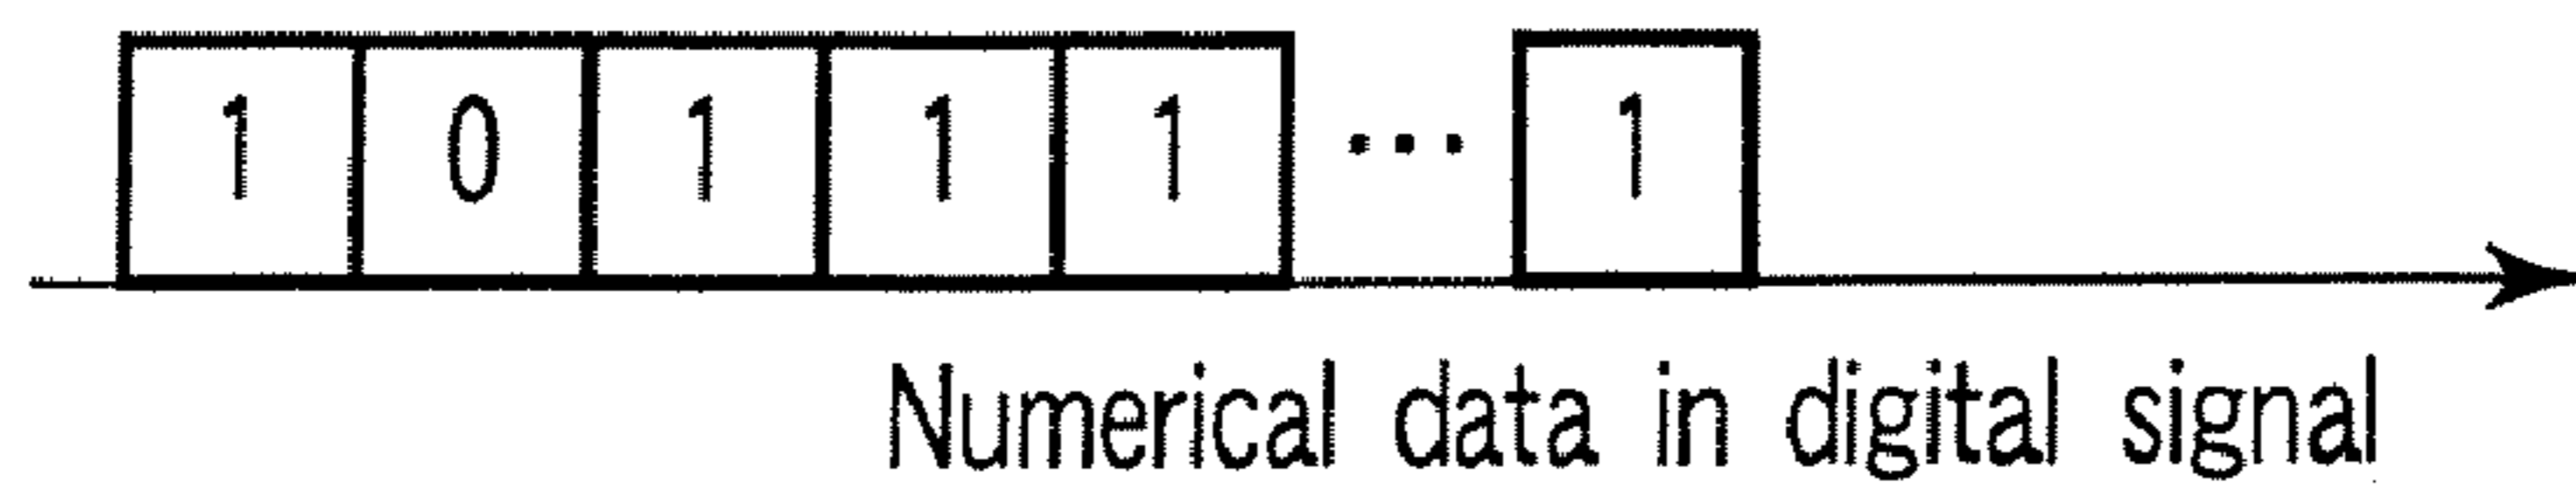 1 0 1 1 1 ... 1
Numerical data in digital signal